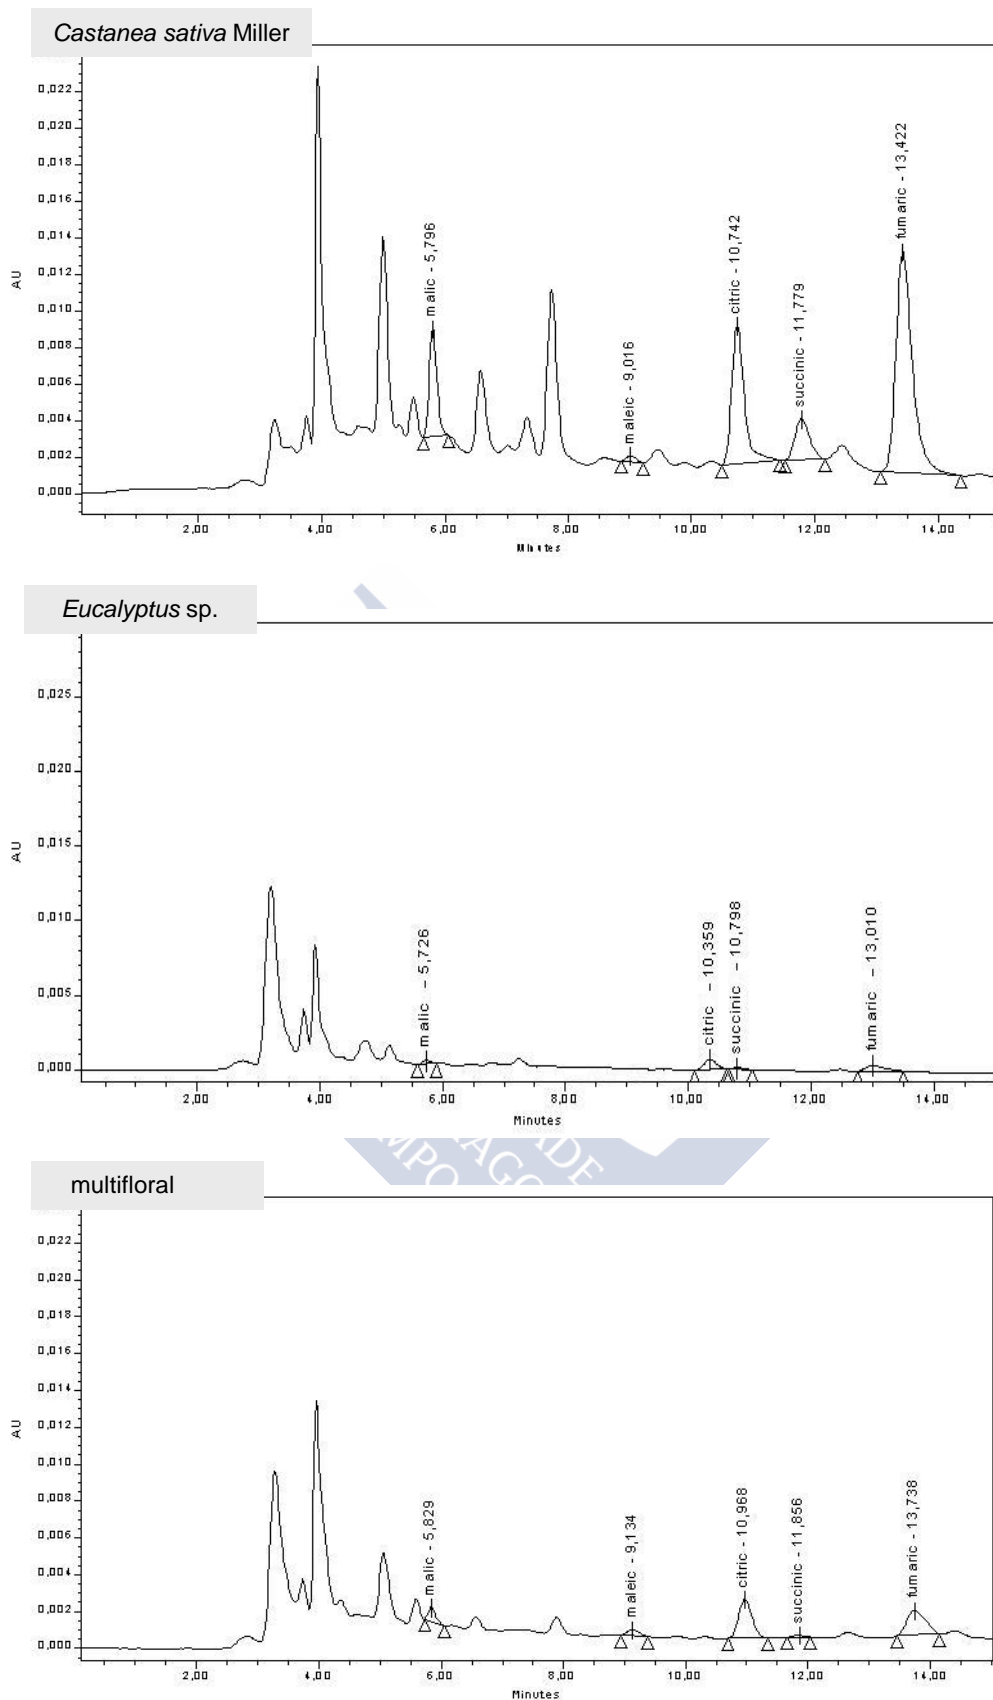 Castanea sativa Miller
0,022
0,020
0,018
0,016
0,014
0,012
0,010
0,008
0,006
0,004
0,002
0,000
AU
malic - 5,796
maleic - 9,016
citric - 10,742
succinic - 11,779
fumaric - 13,422
2,00 4,00 6,00 8,00 10,00 12,00 14,00
Minutes
Eucalyptus sp.
0,025
0,020
0,015
0,010
0,005
0,000
AU
malic - 5,726
citric - 10,359
succinic - 10,798
fumaric - 13,010
2,00 4,00 6,00 8,00 10,00 12,00 14,00
Minutes
multifloral
0,022
0,020
0,018
0,016
0,014
0,012
0,010
0,008
0,006
0,004
0,002
0,000
AU
malic - 5,829
maleic - 9,134
citric - 10,968
succinic - 11,856
fumaric - 13,738
2,00 4,00 6,00 8,00 10,00 12,00 14,00
Minutes